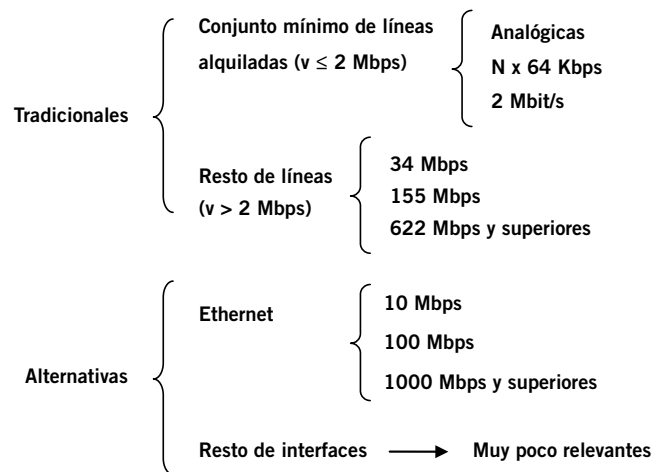 Tradicionales
Conjunto mínimo de líneas
alquiladas (v ≤ 2 Mbps)
Analógicas
N x 64 Kbps
2 Mbit/s
Resto de líneas
(v > 2 Mbps)
34 Mbps
155 Mbps
622 Mbps y superiores
Alternativas
Ethernet
10 Mbps
100 Mbps
1000 Mbps y superiores
Resto de interfaces
Muy poco relevantes